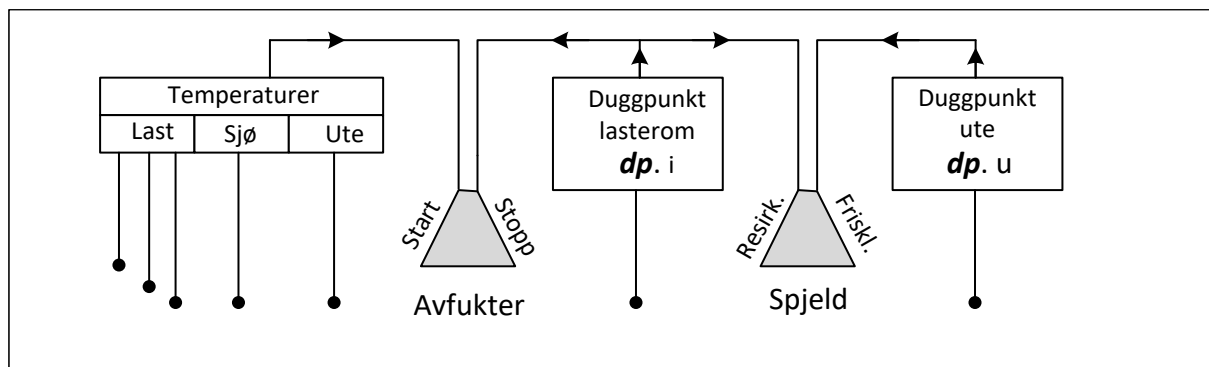 Temperaturer
Last
Sjø
Ute
Start
Stopp
Avfukter
Duggpunkt
lasterom
dp. i
Resirk.
Friskl.
Spjeld
Duggpunkt
ute
dp. u